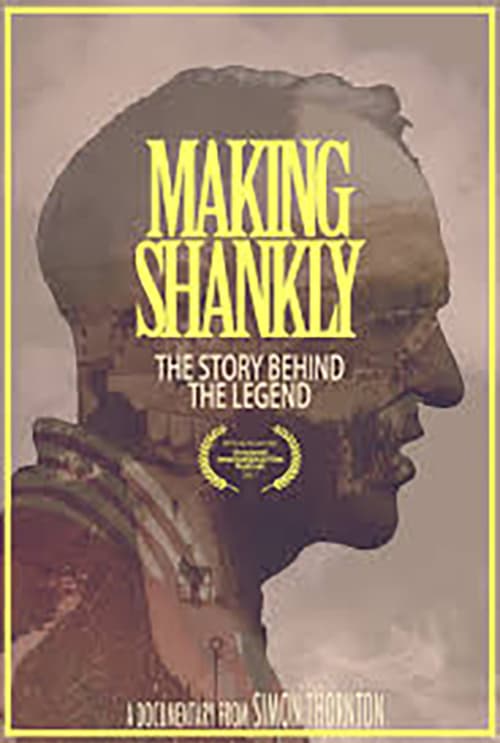 MAKING
SHANKLY
THE STORY BEHIND
THE LEGEND
A DOCUMENTARY FROM SIMON THORNTON